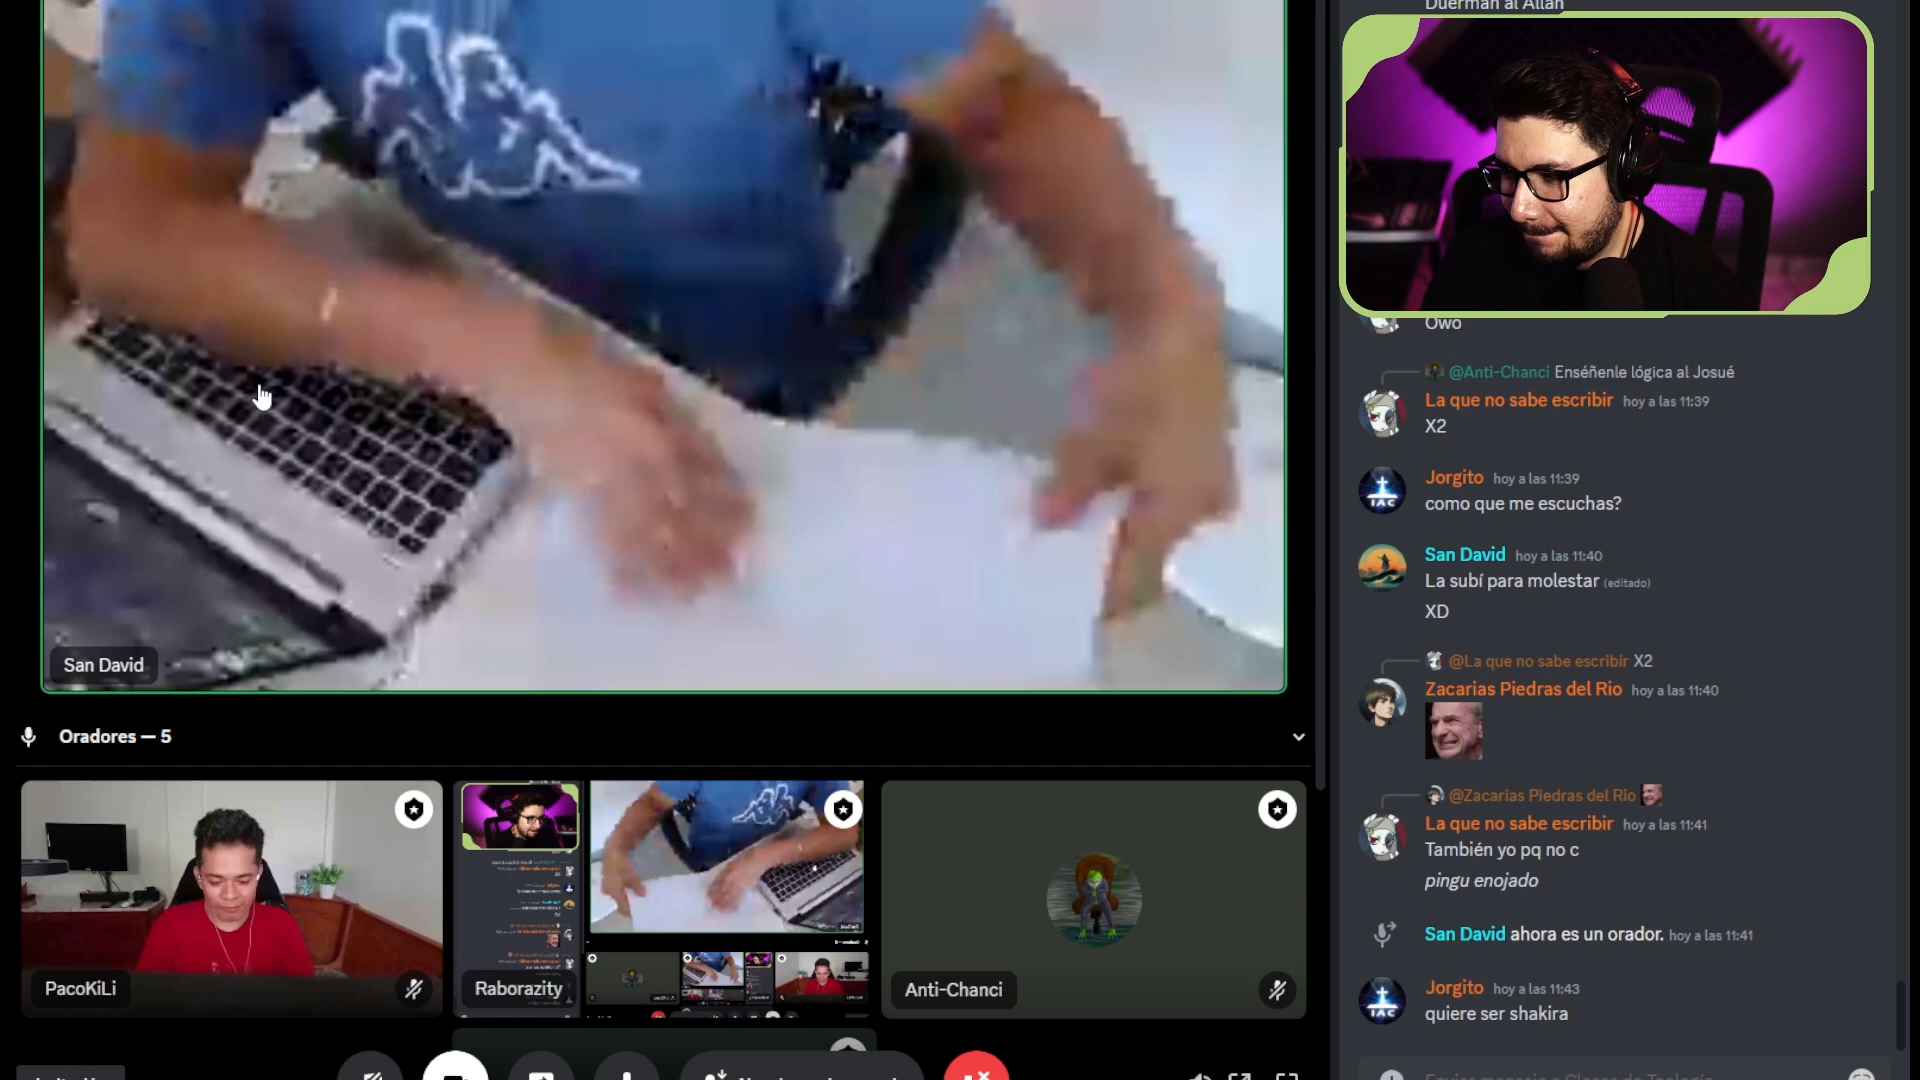 Duerman al Allan
Owo
@Anti-Chanci Enséñenle lógica al Josué
La que no sabe escribir hoy a las 11:39
X2
Jorgito hoy a las 11:39
como que me escuchas?
San David hoy a las 11:40
La subí para molestar (editado)
XD
@La que no sabe escribir X2
Zacarias Piedras del Rio hoy a las 11:40
@Zacarias Piedras del Rio
La que no sabe escribir hoy a las 11:41
También yo pq no c
pingu enojado
San David ahora es un orador. hoy a las 11:41
Jorgito hoy a las 11:43
quiere ser shakira
San David
Oradores — 5
PacoKiLi
Raborazity
Anti-Chanci
IAC
IAC